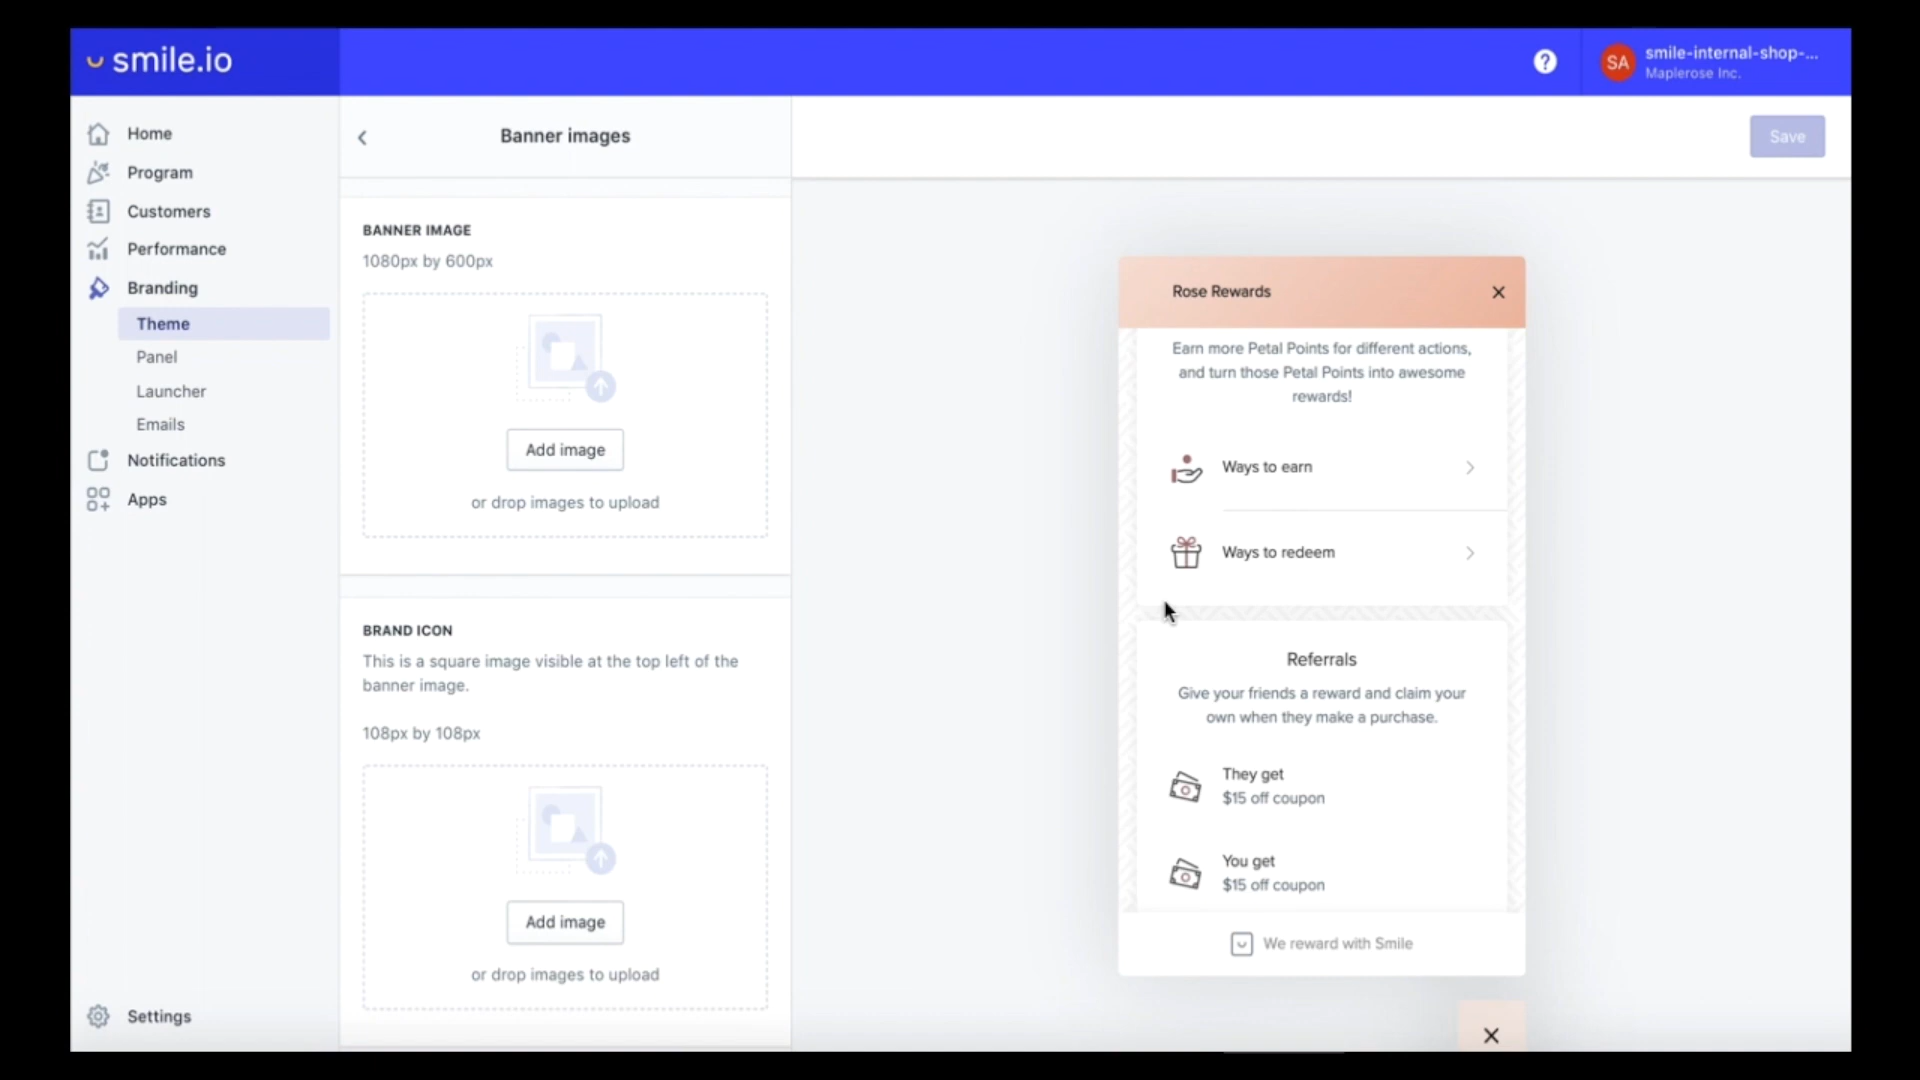 smile.io
?
SA
smile-internal-shop-...
Maplerose Inc.
Home
Program
Customers
Performance
Branding
Theme
Panel
Launcher
Emails
Notifications
Apps
Settings
Banner images
BANNER IMAGE
1080px by 600px
Add image
or drop images to upload
BRAND ICON
This is a square image visible at the top left of the
banner image.
108px by 108px
Add image
or drop images to upload
Save
Rose Rewards
Earn more Petal Points for different actions,
and turn those Petal Points into awesome
rewards!
Ways to earn
Ways to redeem
Referrals
Give your friends a reward and claim your
own when they make a purchase.
They get
$15 off coupon
You get
$15 off coupon
We reward with Smile